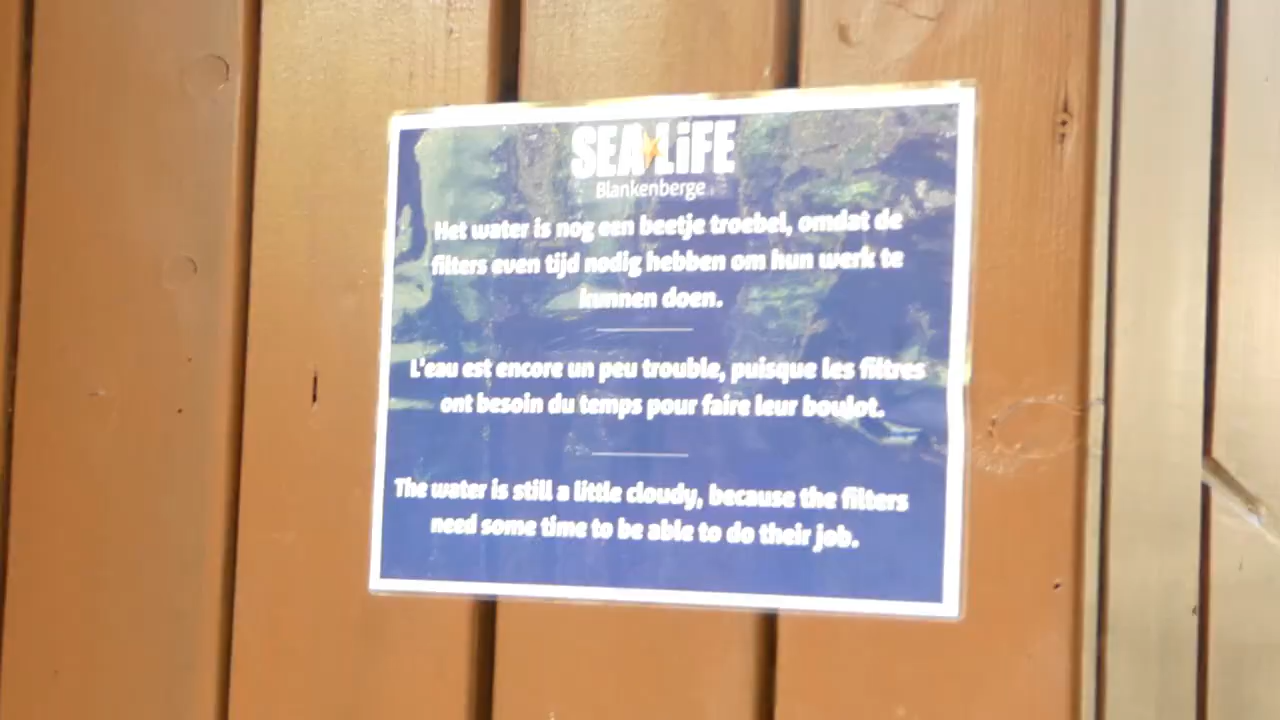 SEA LiFE
Blankenberge
Het water is nog een beetje troebel, omdat de
filters even tijd nodig hebben om hun werk te
kunnen doen.
L'eau est encore un peu trouble, puisque les filtres
ont besoin du temps pour faire leur boulot.
The water is still a little cloudy, because the filters
need some time to be able to do their job.